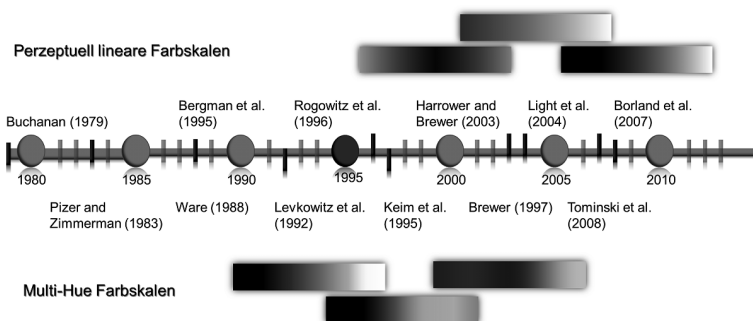 Perzeptuell lineare Farbskalen
Buchanan (1979)
Bergman et al.
(1995)
Rogowitz et al.
(1996)
Harrower and
Brewer (2003)
Light et al.
(2004)
Borland et al.
(2007)
1980
1985
1990
1995
2000
2005
2010
Pizer and
Zimmerman (1983)
Ware (1988)
Levkowitz et al.
(1992)
Keim et al.
(1995)
Brewer (1997)
Tominski et al.
(2008)
Multi-Hue Farbskalen